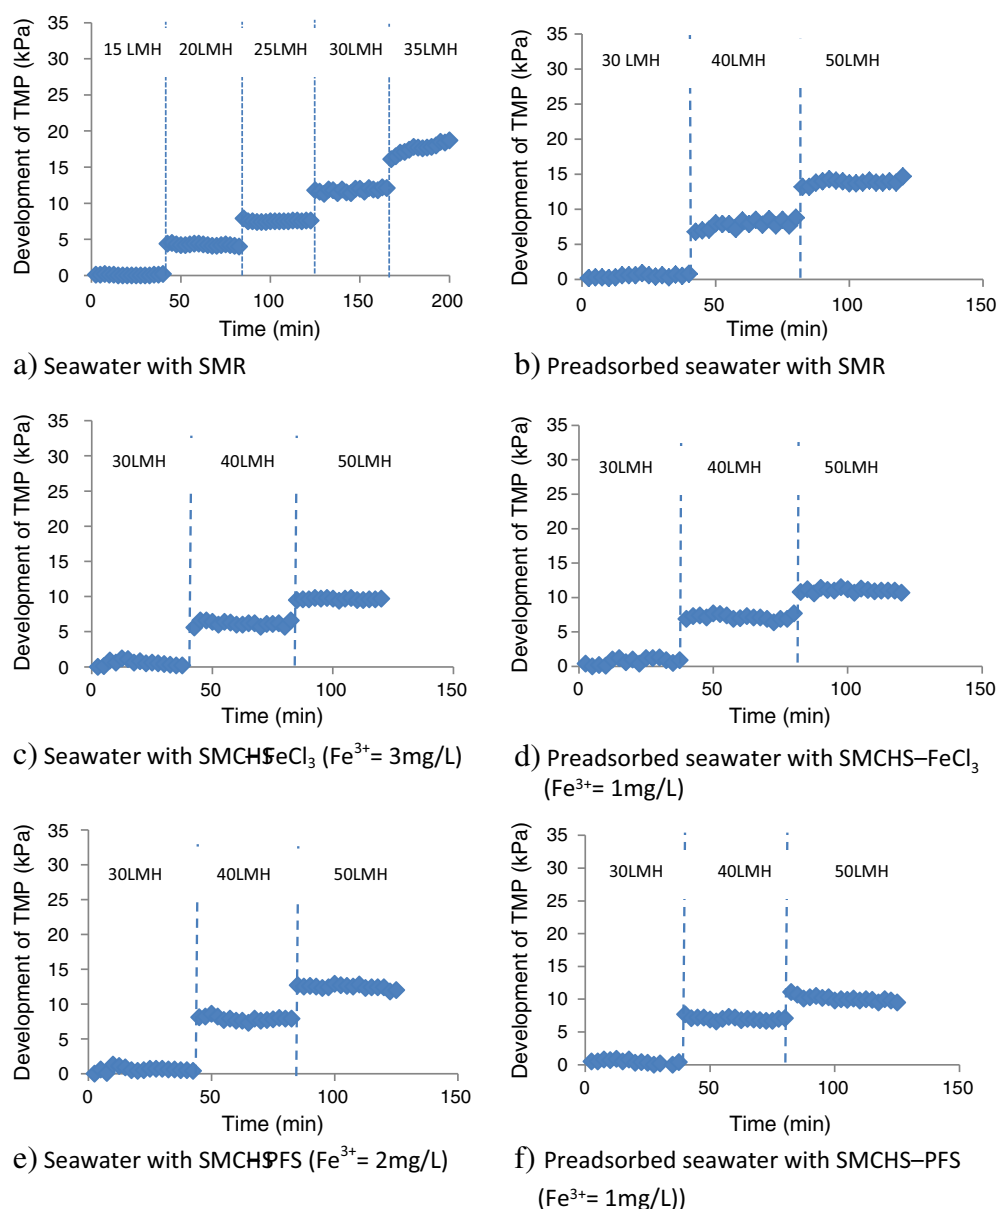 Development of TMP (kPa)
35
30
25
20
15
10
5
0
15 LMH 20LMH 25LMH 30LMH 35LMH
0 50 100 150 200
Time (min)
a) Seawater with SMR
Development of TMP (kPa)
35
30
25
20
15
10
5
0
30 LMH 40LMH 50LMH
0 50 100 150
Time (min)
b) Preadsorbed seawater with SMR
Development of TMP (kPa)
35
30
25
20
15
10
5
0
30LMH 40LMH 50LMH
0 50 100 150
Time (min)
c) Seawater with SMCHS–FeCl₃ (Fe³⁺= 3mg/L)
Development of TMP (kPa)
35
30
25
20
15
10
5
0
30LMH 40LMH 50LMH
0 50 100 150
Time (min)
d) Preadsorbed seawater with SMCHS–FeCl₃
(Fe³⁺= 1mg/L)
Development of TMP (kPa)
35
30
25
20
15
10
5
0
30LMH 40LMH 50LMH
0 50 100 150
Time (min)
e) Seawater with SMCHS–PFS (Fe³⁺= 2mg/L)
Development of TMP (kPa)
35
30
25
20
15
10
5
0
30LMH 40LMH 50LMH
0 50 100 150
Time (min)
f) Preadsorbed seawater with SMCHS–PFS
(Fe³⁺= 1mg/L))